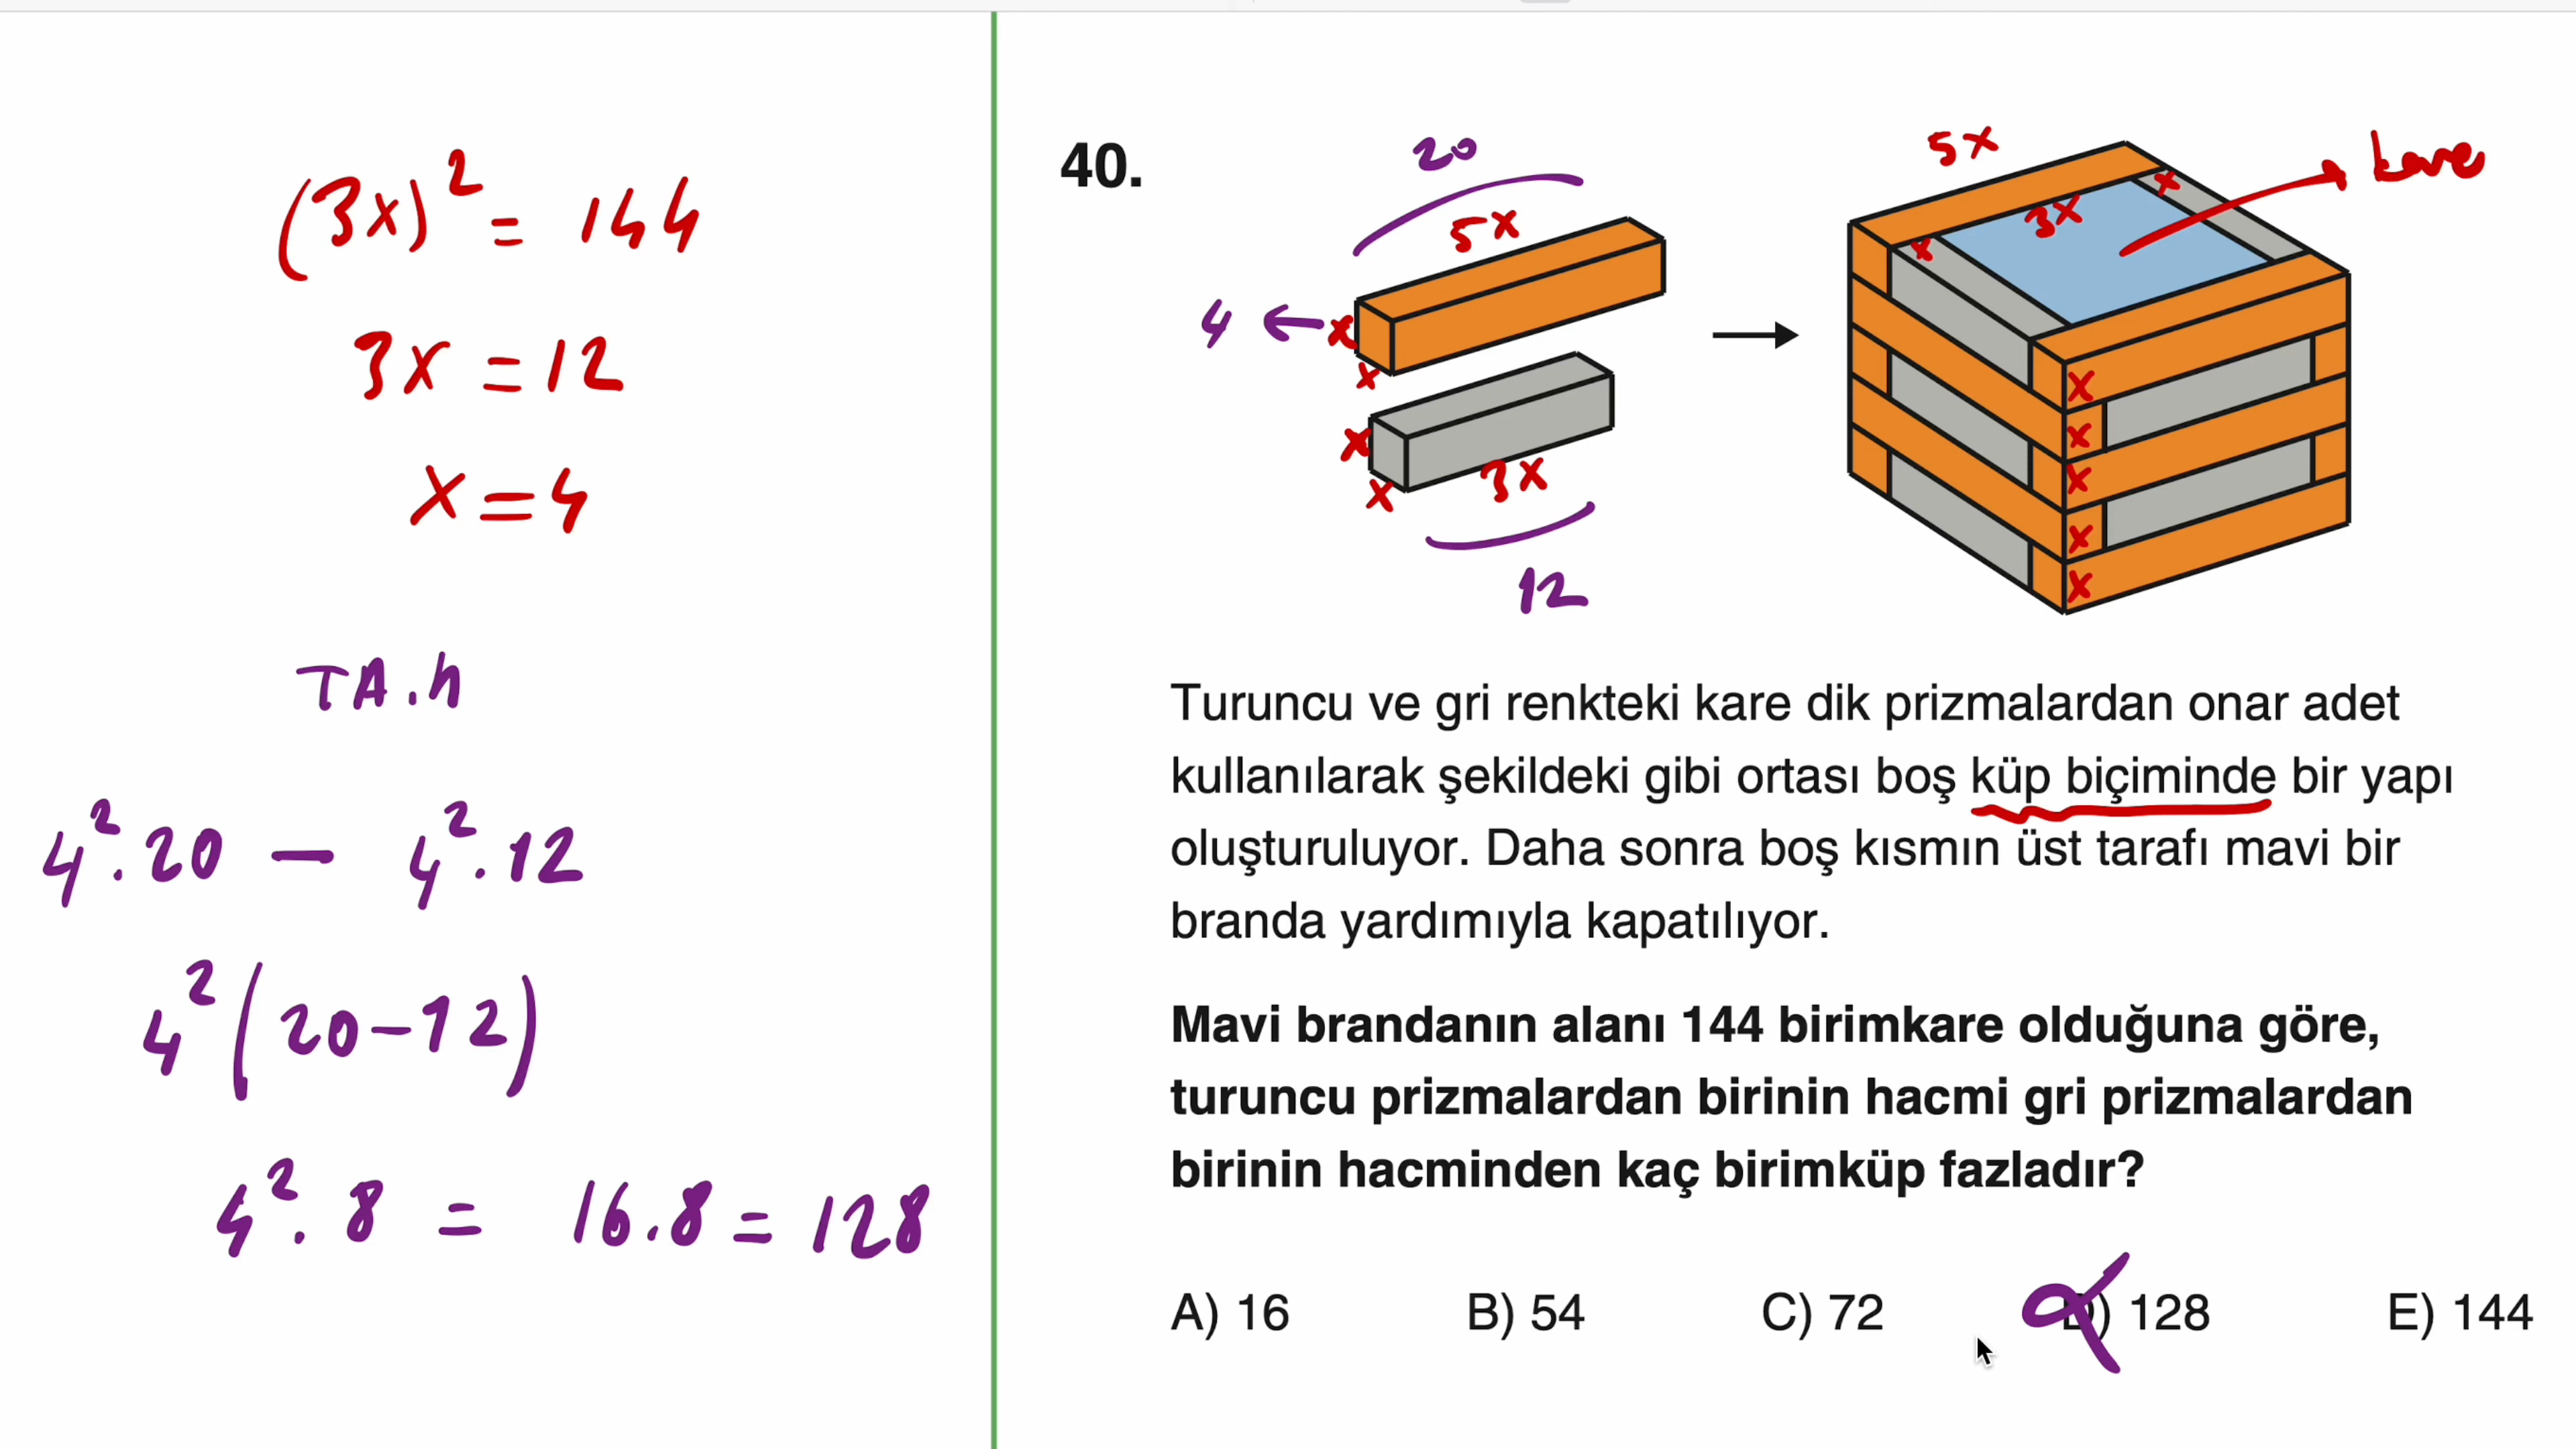 (3x)² = 144
3x = 12
x = 4
TA.h
4².20 - 4².12
4²(20-12)
4².8 = 16.8 = 128
40.
20
5x
4 ← x
x
x
3x
x
12
5x
kare
x
3x
x
x
x
x
x
x
Turuncu ve gri renkteki kare dik prizmalardan onar adet
kullanılarak şekildeki gibi ortası boş küp biçiminde bir yapı
oluşturuluyor. Daha sonra boş kısmın üst tarafı mavi bir
branda yardımıyla kapatılıyor.
Mavi brandanın alanı 144 birimkare olduğuna göre,
turuncu prizmalardan birinin hacmi gri prizmalardan
birinin hacminden kaç birimküp fazladır?
A) 16 B) 54 C) 72 D) 128 E) 144